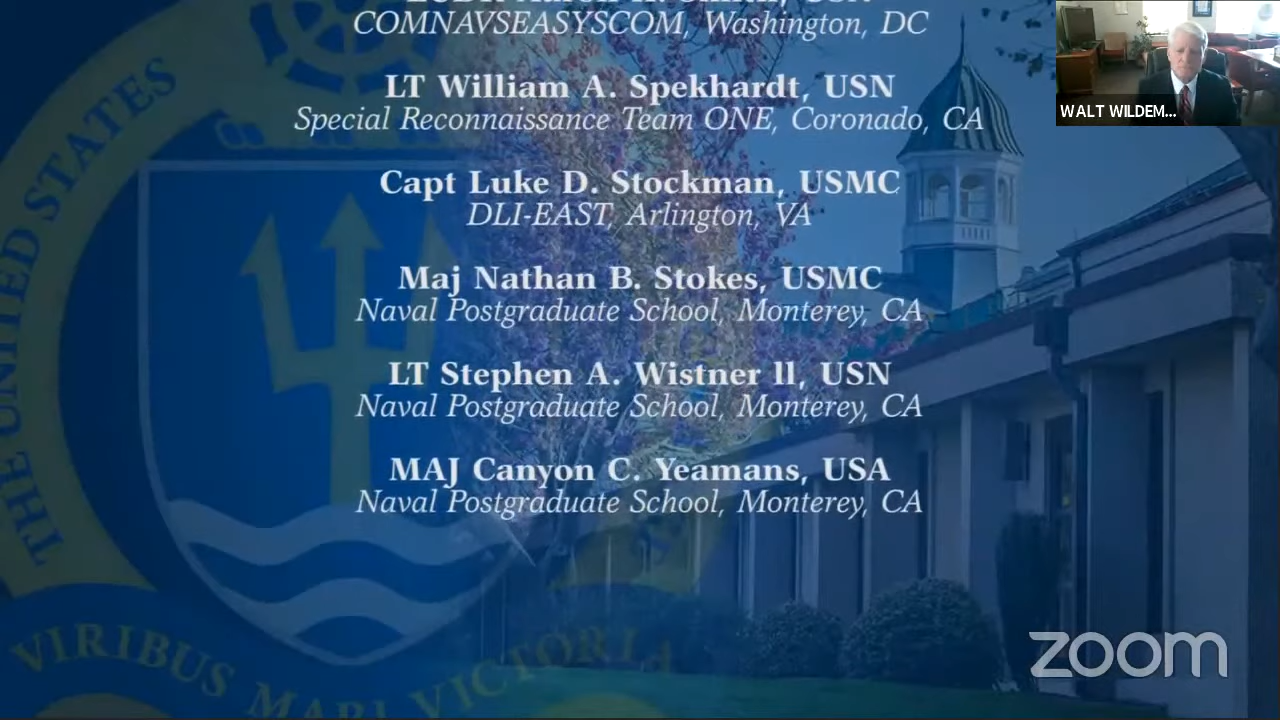 COMNAVSEASYSCOM, Washington, DC
LT William A. Spekhardt, USN
Special Reconnaissance Team ONE, Coronado, CA
Capt Luke D. Stockman, USMC
DLI-EAST, Arlington, VA
Maj Nathan B. Stokes, USMC
Naval Postgraduate School, Monterey, CA
LT Stephen A. Wistner ll, USN
Naval Postgraduate School, Monterey, CA
MAJ Canyon C. Yeamans, USA
Naval Postgraduate School, Monterey, CA
WALT WILDEM...
THE UNITED STATES
VIRIBUS MARI VICTORIA
zoom